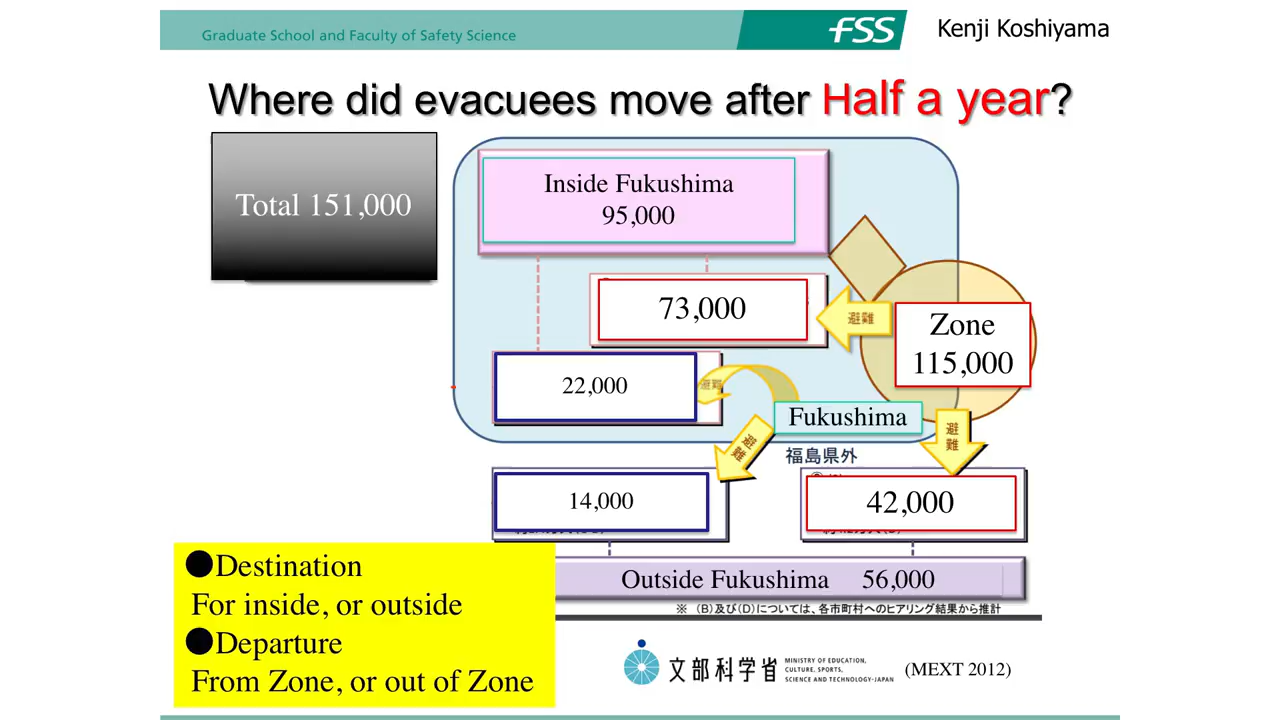 Graduate School and Faculty of Safety Science
FSS
Kenji Koshiyama
Where did evacuees move after Half a year?
Total 151,000
Inside Fukushima
95,000
73,000
避難
Zone
115,000
22,000
避難
Fukushima
避難
避難
福島県外
14,000
42,000
Outside Fukushima 56,000
※ (B)及び(D)については、各市町村へのヒアリング結果から推計
●Destination
For inside, or outside
●Departure
From Zone, or out of Zone
文部科学省
MINISTRY OF EDUCATION,
CULTURE, SPORTS,
SCIENCE AND TECHNOLOGY-JAPAN
(MEXT 2012)